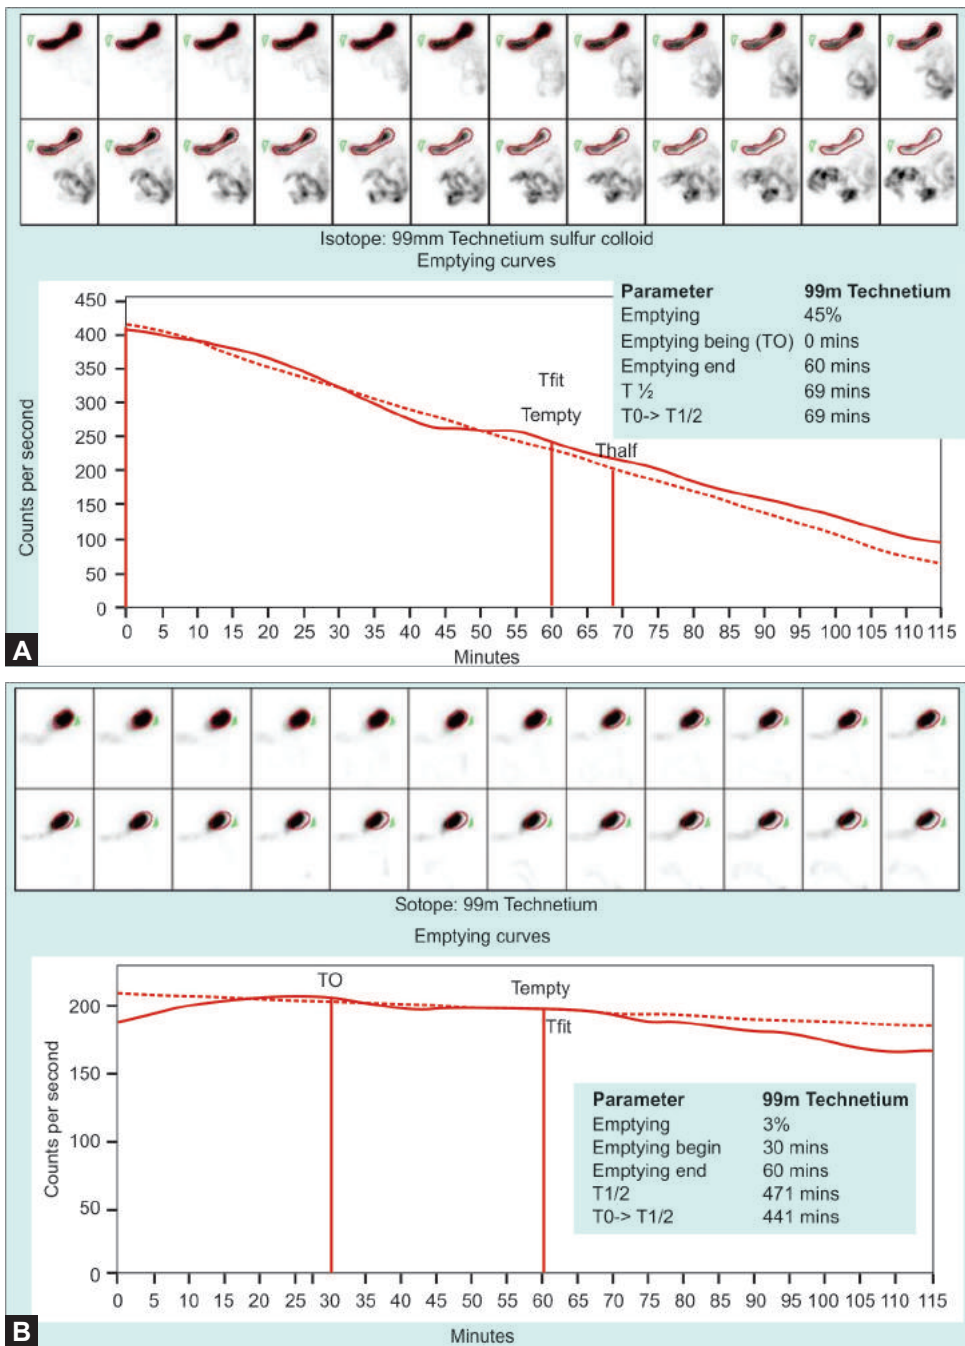 Isotope: 99mm Technetium sulfur colloid
Emptying curves
Parameter 99m Technetium
Emptying 45%
Emptying being (TO) 0 mins
Emptying end 60 mins
T ½ 69 mins
T0-> T1/2 69 mins
Counts per second
450
400
350
300
250
200
150
100
50
0
Tfit
Tempty
Thalf
0 10 15 20 25 30 35 40 45 50 55 60 65 70 75 80 85 90 95 100 105 110 115
Minutes
A
Sotope: 99m Technetium
Emptying curves
Counts per second
200
150
100
50
0
TO
Tempty
Tfit
Parameter 99m Technetium
Emptying 3%
Emptying begin 30 mins
Emptying end 60 mins
T1/2 471 mins
T0-> T1/2 441 mins
0 5 10 15 20 25 30 35 40 45 50 55 60 65 70 75 80 85 90 95 100 105 110 115
Minutes
B